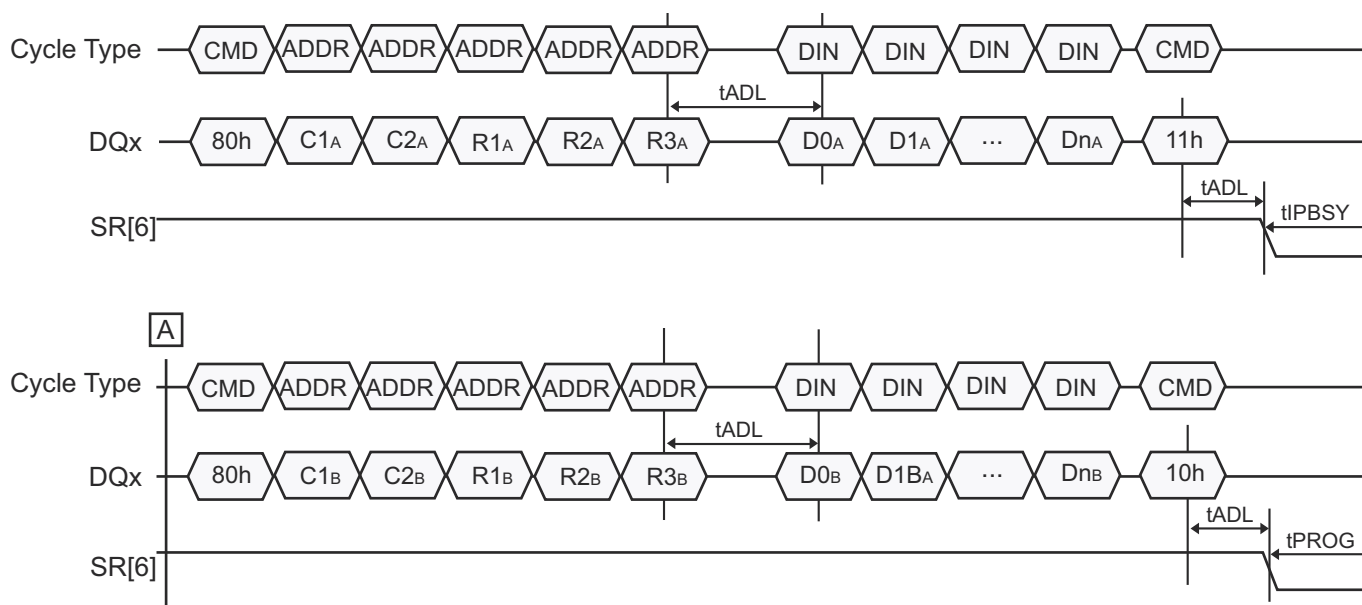 Cycle Type CMD ADDR ADDR ADDR ADDR ADDR DIN DIN DIN DIN CMD
tADL
DQx 80h C1A C2A R1A R2A R3A D0A D1A ... DnA 11h
tADL
SR[6] tIPBSY
A
Cycle Type CMD ADDR ADDR ADDR ADDR ADDR DIN DIN DIN DIN CMD
tADL
DQx 80h C1B C2B R1B R2B R3B D0B D1BA ... DnB 10h
tADL
tPROG
SR[6]